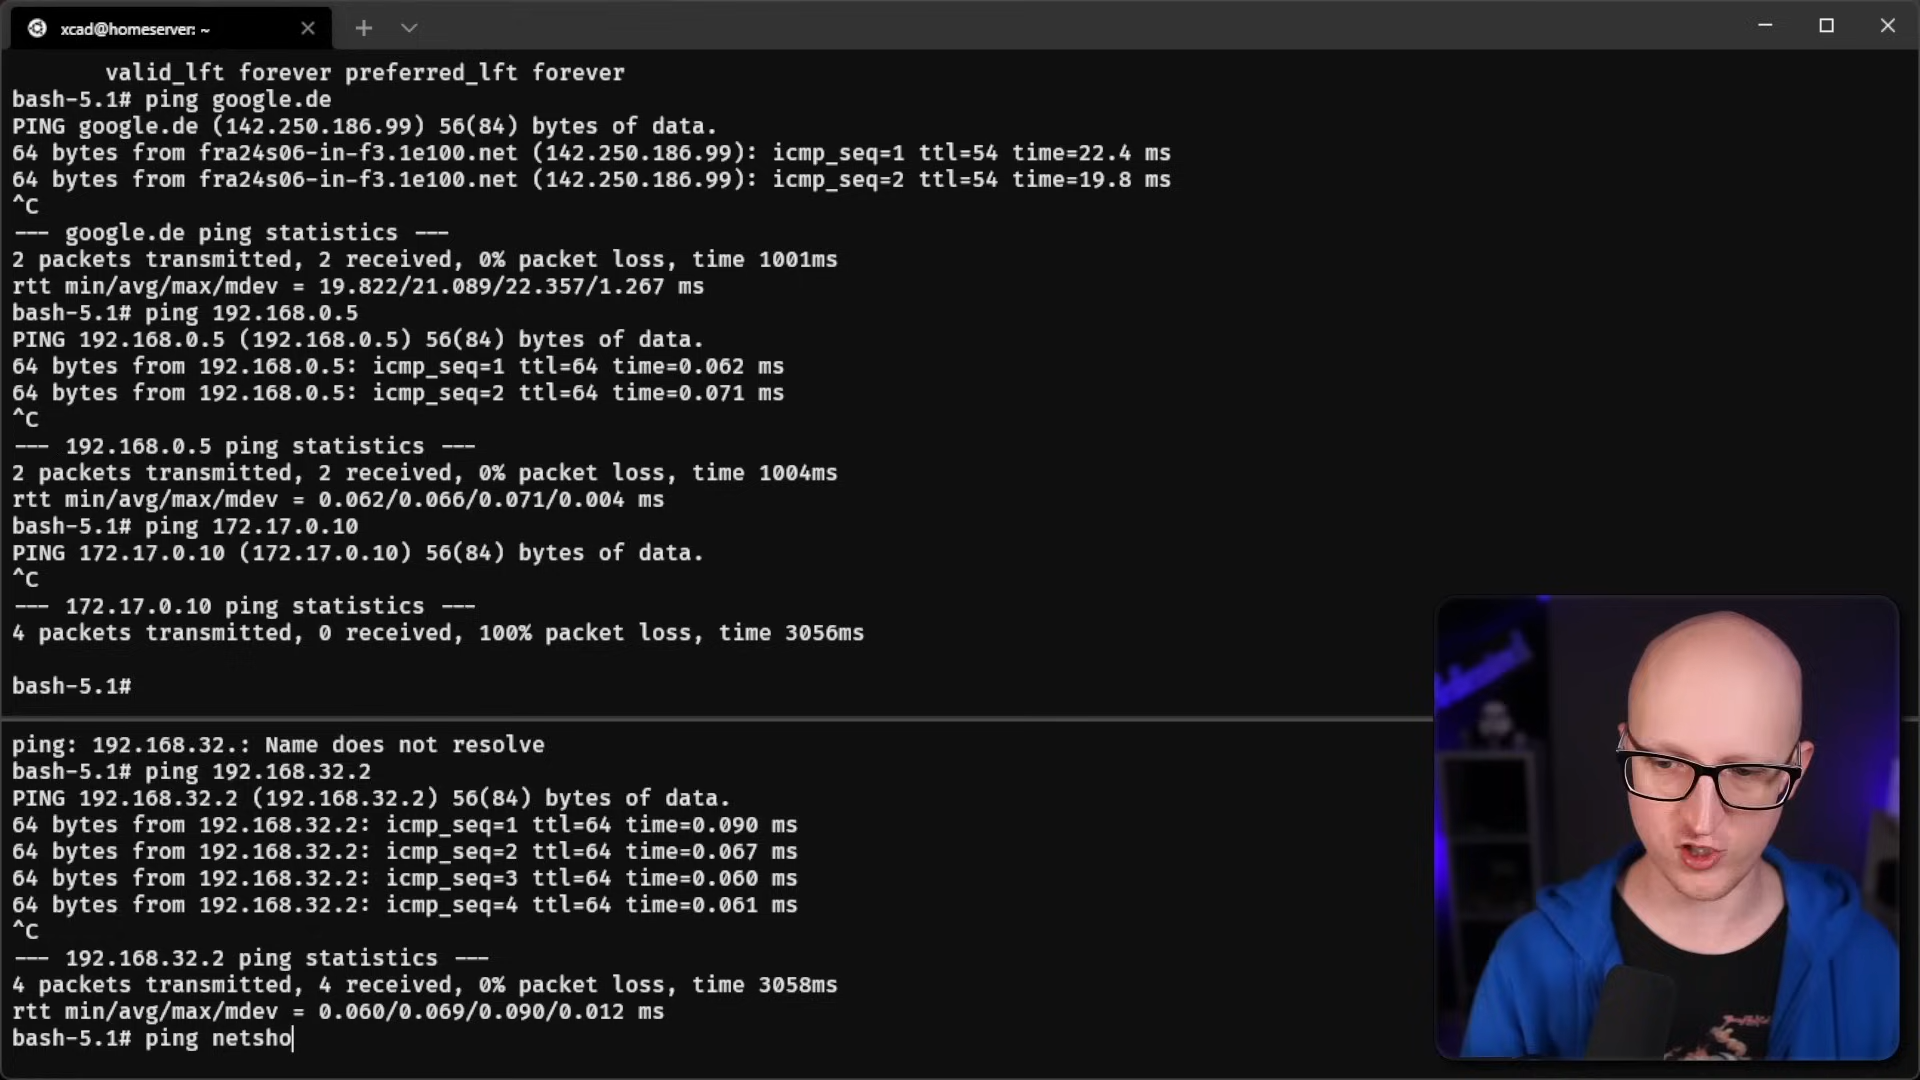 xcad@homeserver: ~
valid_lft forever preferred_lft forever
bash-5.1# ping google.de
PING google.de (142.250.186.99) 56(84) bytes of data.
64 bytes from fra24s06-in-f3.1e100.net (142.250.186.99): icmp_seq=1 ttl=54 time=22.4 ms
64 bytes from fra24s06-in-f3.1e100.net (142.250.186.99): icmp_seq=2 ttl=54 time=19.8 ms
^C
--- google.de ping statistics ---
2 packets transmitted, 2 received, 0% packet loss, time 1001ms
rtt min/avg/max/mdev = 19.822/21.089/22.357/1.267 ms
bash-5.1# ping 192.168.0.5
PING 192.168.0.5 (192.168.0.5) 56(84) bytes of data.
64 bytes from 192.168.0.5: icmp_seq=1 ttl=64 time=0.062 ms
64 bytes from 192.168.0.5: icmp_seq=2 ttl=64 time=0.071 ms
^C
--- 192.168.0.5 ping statistics ---
2 packets transmitted, 2 received, 0% packet loss, time 1004ms
rtt min/avg/max/mdev = 0.062/0.066/0.071/0.004 ms
bash-5.1# ping 172.17.0.10
PING 172.17.0.10 (172.17.0.10) 56(84) bytes of data.
^C
--- 172.17.0.10 ping statistics ---
4 packets transmitted, 0 received, 100% packet loss, time 3056ms
bash-5.1#
ping: 192.168.32.: Name does not resolve
bash-5.1# ping 192.168.32.2
PING 192.168.32.2 (192.168.32.2) 56(84) bytes of data.
64 bytes from 192.168.32.2: icmp_seq=1 ttl=64 time=0.090 ms
64 bytes from 192.168.32.2: icmp_seq=2 ttl=64 time=0.067 ms
64 bytes from 192.168.32.2: icmp_seq=3 ttl=64 time=0.060 ms
64 bytes from 192.168.32.2: icmp_seq=4 ttl=64 time=0.061 ms
^C
--- 192.168.32.2 ping statistics ---
4 packets transmitted, 4 received, 0% packet loss, time 3058ms
rtt min/avg/max/mdev = 0.060/0.069/0.090/0.012 ms
bash-5.1# ping netsho